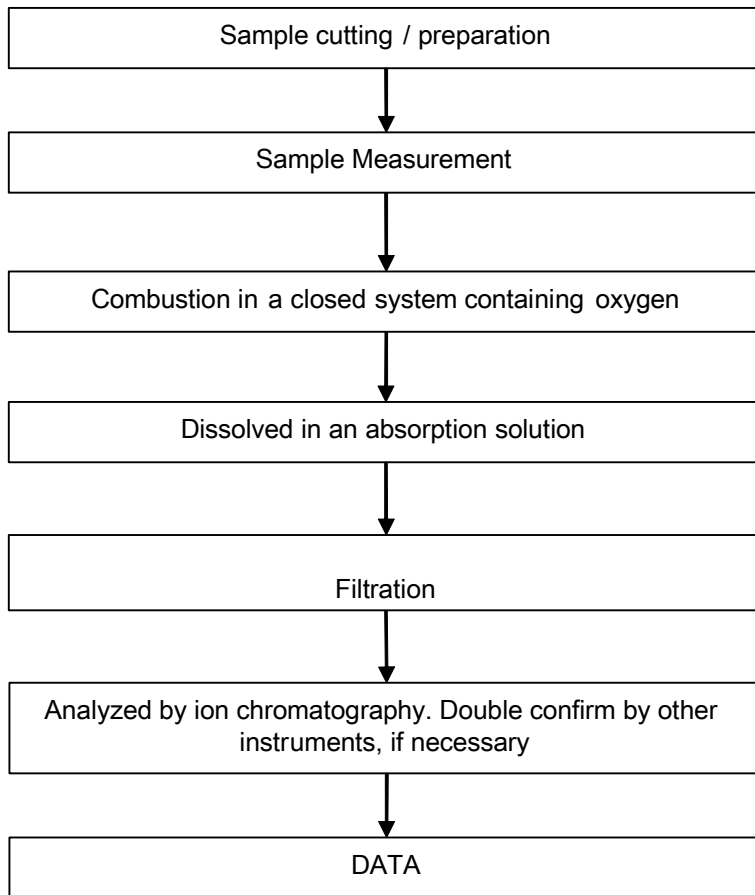 Sample cutting / preparation
Sample Measurement
Combustion in a closed system containing oxygen
Dissolved in an absorption solution
Filtration
Analyzed by ion chromatography. Double confirm by other
instruments, if necessary
DATA